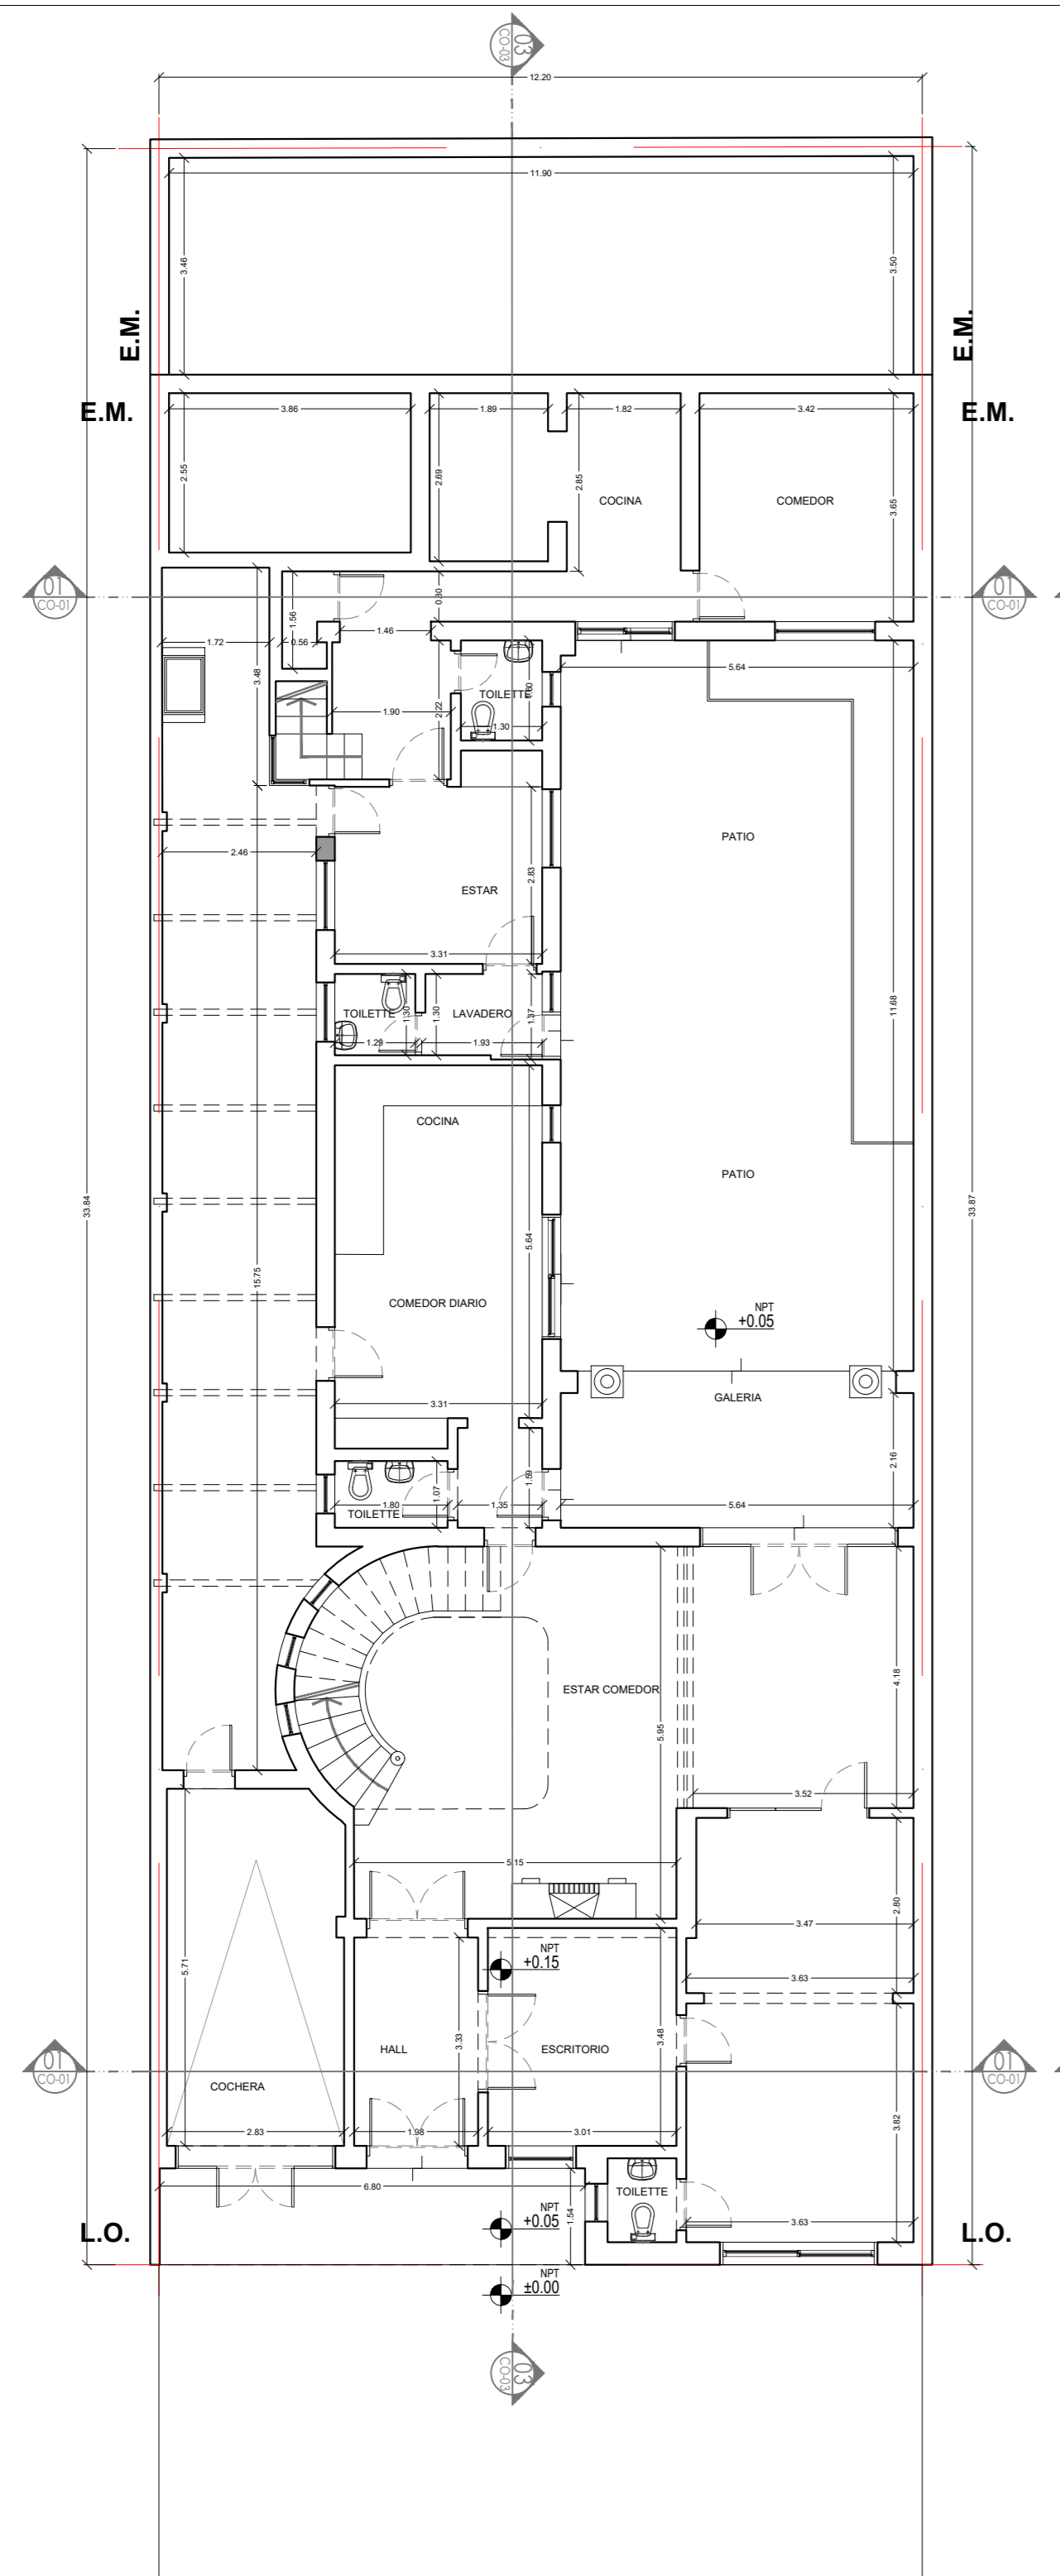 03
CO-03
12.20
11.90
3.46
3.50
E.M.
E.M.
E.M.
E.M.
3.86
1.89
1.82
3.42
2.55
2.69
2.85
COCINA
COMEDOR
3.65
01
CO-01
01
CO-01
1.56
0.80
1.72
0.56
1.46
3.48
5.64
1.90
2.22
TOILETTE
1.60
1.30
PATIO
2.46
2.83
ESTAR
3.31
TOILETTE
1.30
1.30
LAVADERO
1.37
11.68
1.29
1.93
COCINA
PATIO
33.84
33.87
5.64
15.75
COMEDOR DIARIO
NPT
+0.05
GALERIA
3.31
2.16
1.59
1.07
1.80
1.35
5.64
TOILETTE
ESTAR COMEDOR
4.18
5.95
3.52
5.15
2.80
3.47
NPT
+0.15
5.71
3.63
3.33
3.48
HALL
ESCRITORIO
01
CO-01
01
CO-01
COCHERA
3.82
2.83
1.98
3.01
6.80
TOILETTE
1.54
NPT
+0.05
3.63
L.O.
L.O.
NPT
±0.00
03
CO-03